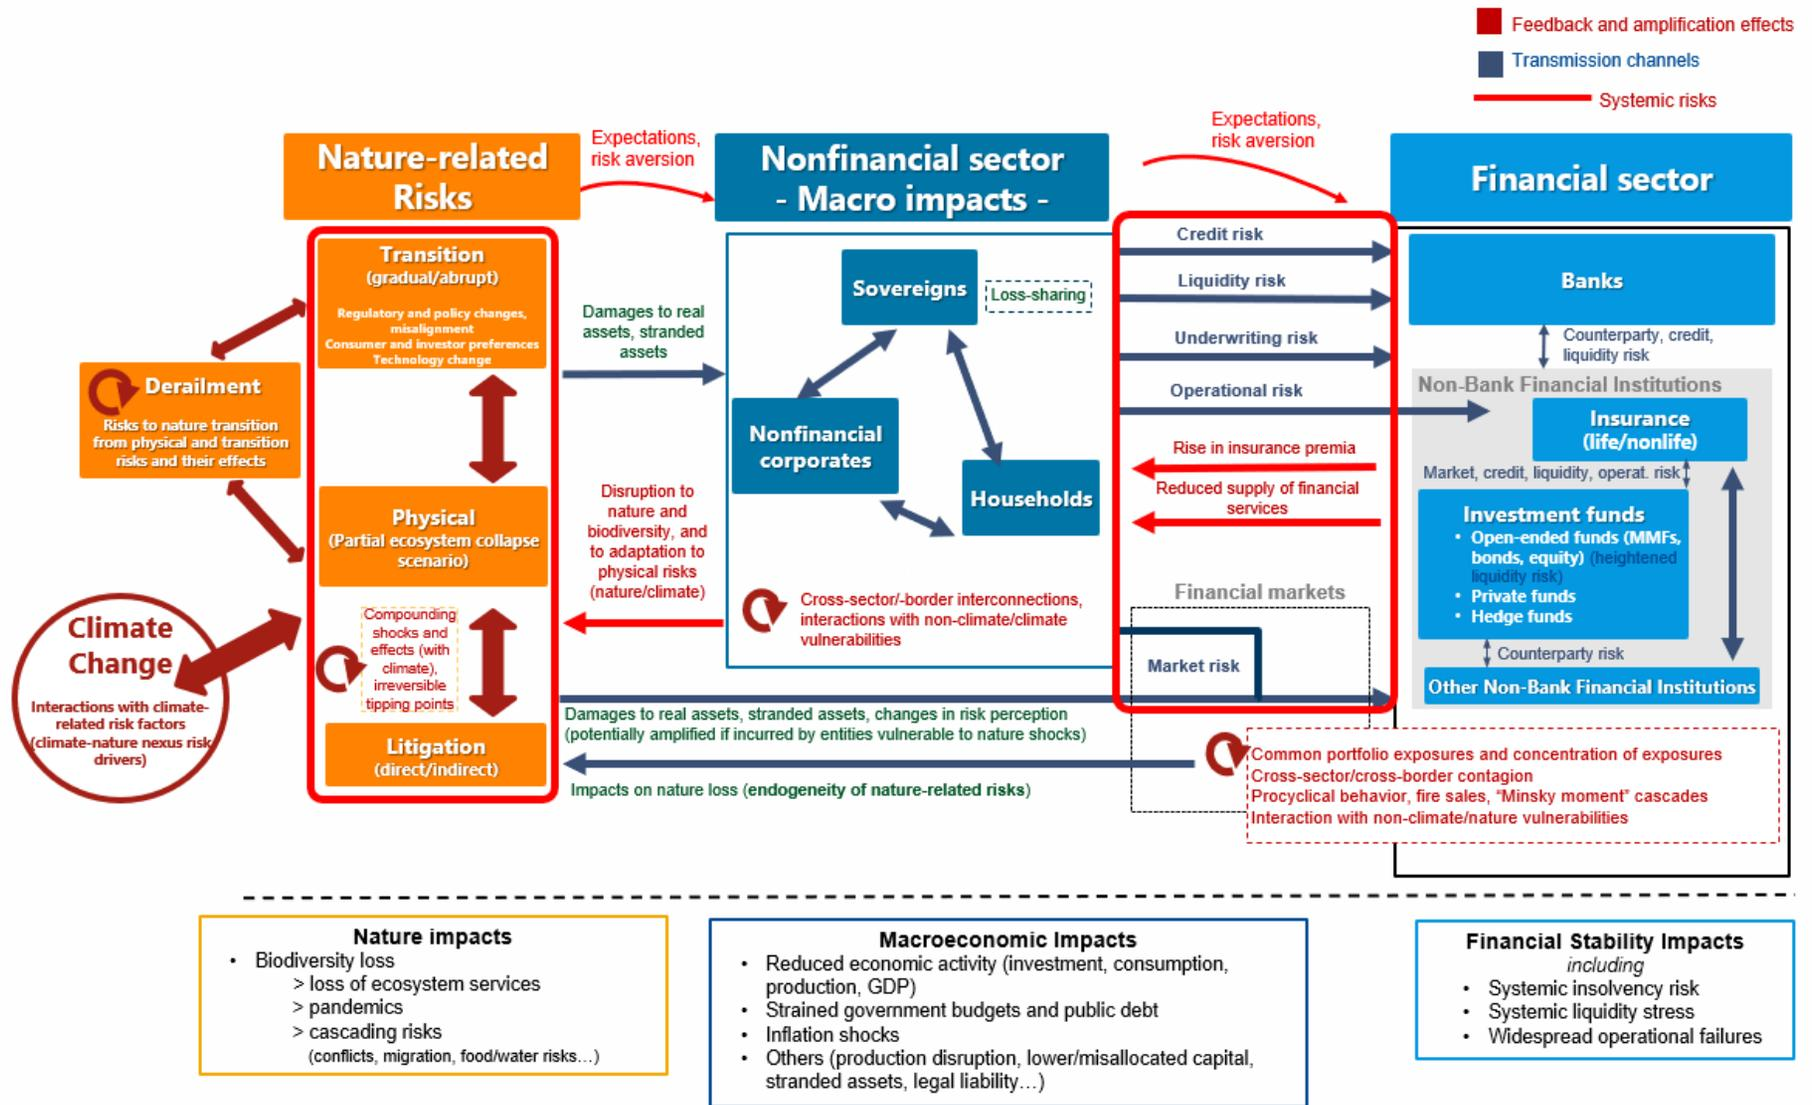 Feedback and amplification effects
Transmission channels
Systemic risks
Nature-related
Risks
Expectations,
risk aversion
Nonfinancial sector
- Macro impacts -
Expectations,
risk aversion
Financial sector
Transition
(gradual/abrupt)
Regulatory and policy changes,
misalignment
Consumer and investor preferences
Technology change
Derailment
Risks to nature transition
from physical and transition
risks and their effects
Physical
(Partial ecosystem collapse
scenario)
Climate
Change
Interactions with climate-
related risk factors
(climate-nature nexus risk
drivers)
Compounding
shocks and
effects (with
climate),
irreversible
tipping points
Litigation
(direct/indirect)
Damages to real
assets, stranded
assets
Disruption to
nature and
biodiversity, and
to adaptation to
physical risks
(nature/climate)
Sovereigns
Loss-sharing
Nonfinancial
corporates
Households
Cross-sector/-border interconnections,
interactions with non-climate/climate
vulnerabilities
Damages to real assets, stranded assets, changes in risk perception
(potentially amplified if incurred by entities vulnerable to nature shocks)
Impacts on nature loss (endogeneity of nature-related risks)
Credit risk
Liquidity risk
Underwriting risk
Operational risk
Rise in insurance premia
Reduced supply of financial
services
Financial markets
Market risk
Banks
Counterparty, credit,
liquidity risk
Non-Bank Financial Institutions
Insurance
(life/nonlife)
Market, credit, liquidity, operat. risk
Investment funds
• Open-ended funds (MMFs,
bonds, equity) (heightened
liquidity risk)
• Private funds
• Hedge funds
Counterparty risk
Other Non-Bank Financial Institutions
Common portfolio exposures and concentration of exposures
Cross-sector/cross-border contagion
Procyclical behavior, fire sales, “Minsky moment” cascades
Interaction with non-climate/nature vulnerabilities
Nature impacts
• Biodiversity loss
> loss of ecosystem services
> pandemics
> cascading risks
(conflicts, migration, food/water risks…)
Macroeconomic Impacts
• Reduced economic activity (investment, consumption,
production, GDP)
• Strained government budgets and public debt
• Inflation shocks
• Others (production disruption, lower/misallocated capital,
stranded assets, legal liability…)
Financial Stability Impacts
including
• Systemic insolvency risk
• Systemic liquidity stress
• Widespread operational failures